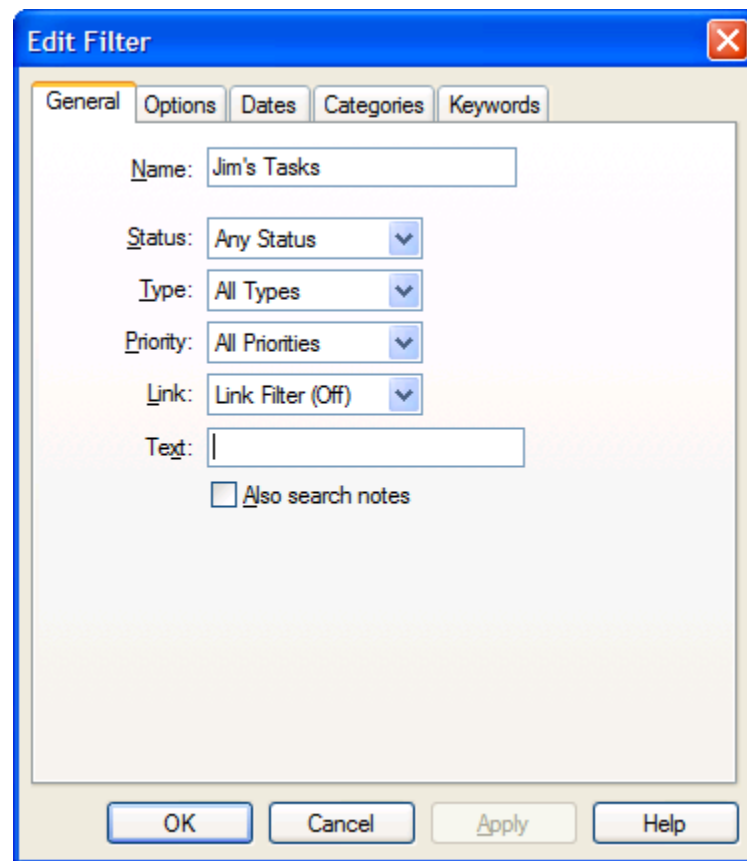 Edit Filter
General Options Dates Categories Keywords
Name: Jim's Tasks
Status: Any Status
Type: All Types
Priority: All Priorities
Link: Link Filter (Off)
Text:
Also search notes
OK Cancel Apply Help